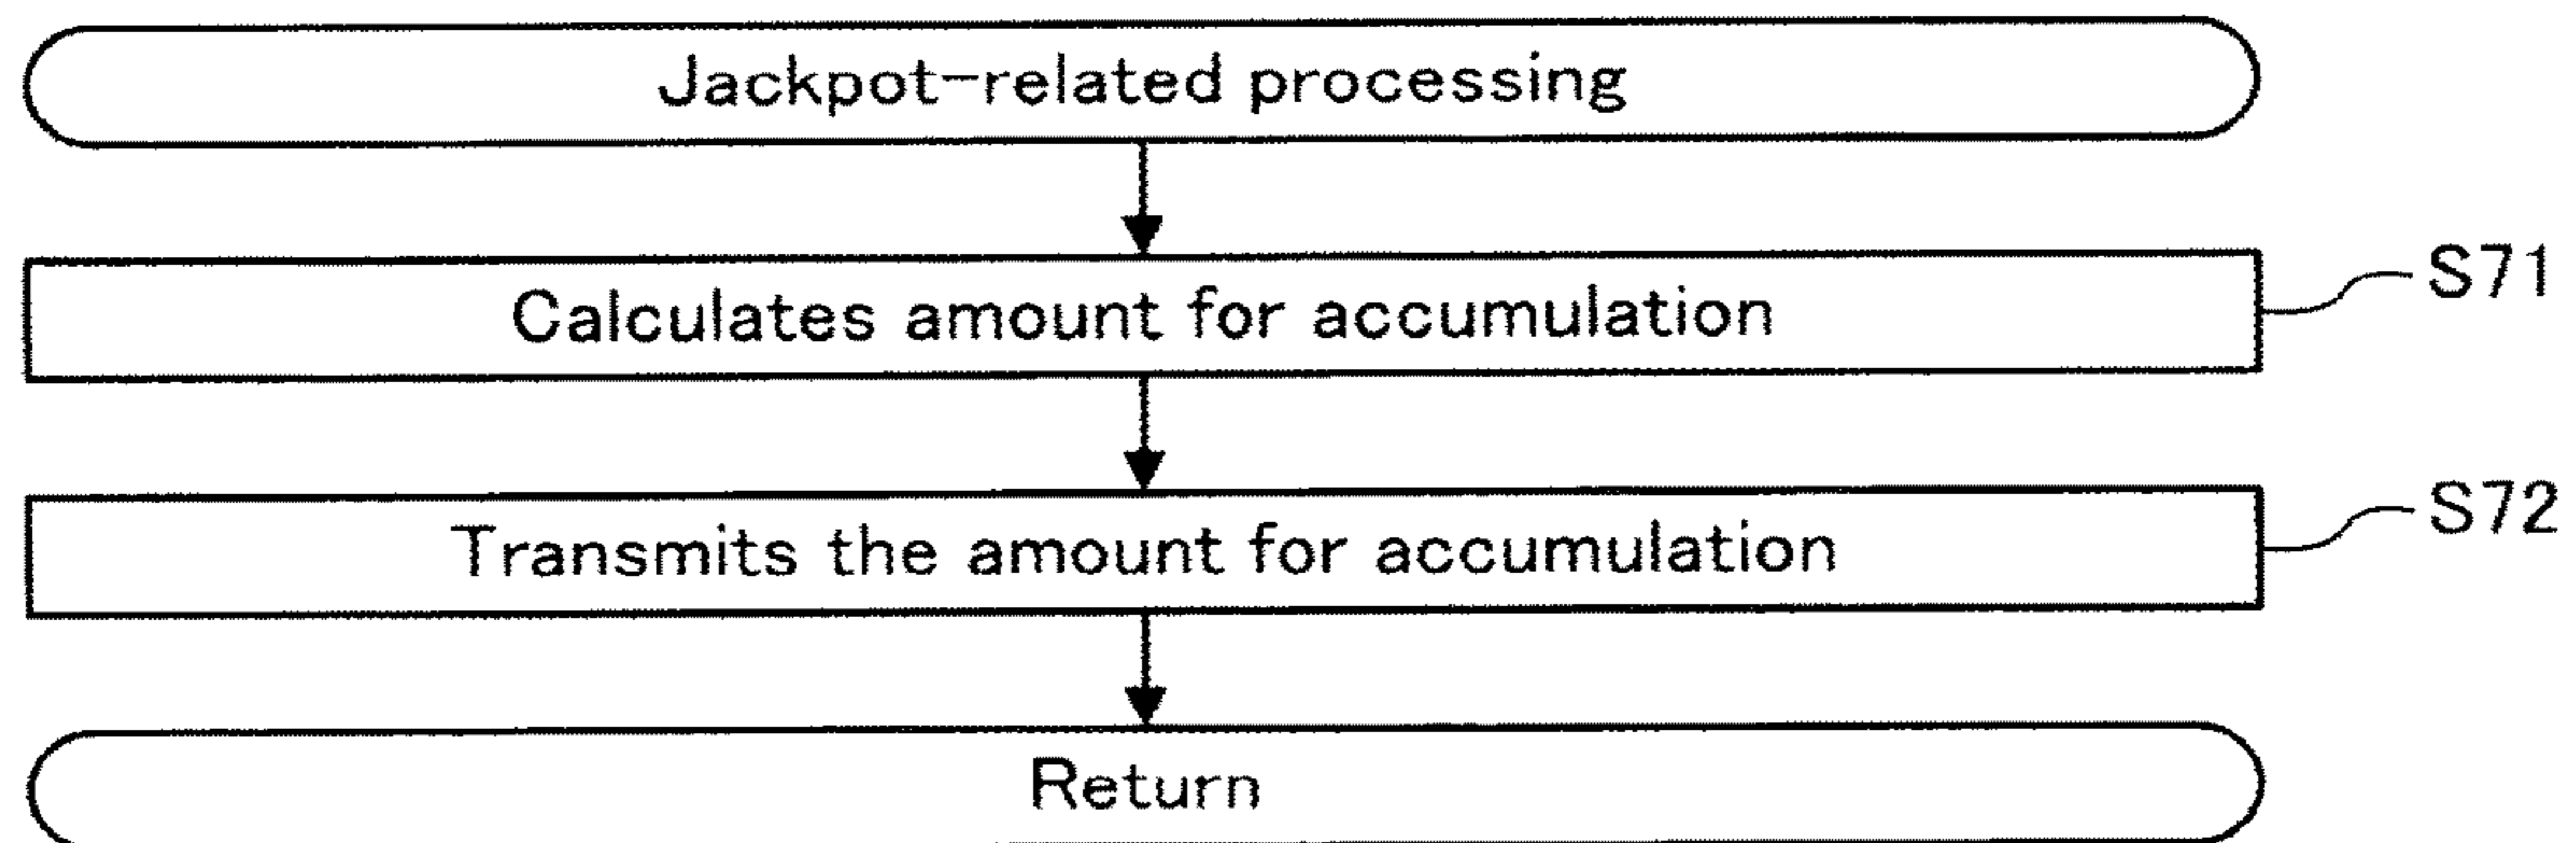 Jackpot-related processing
Calculates amount for accumulation
S71
Transmits the amount for accumulation
S72
Return